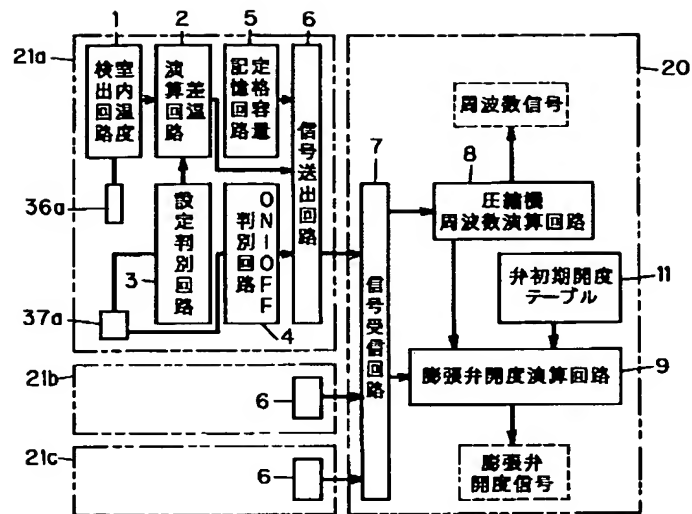 1
2
5
6
21a
室内温度
検出回路
差温
演算回路
定格容量
記憶回路
信号送出回路
36a
設定判別回路
3
ONIOFF
判別回路
4
37a
21b
6
21c
6
20
7
信号受信回路
周波数信号
8
圧縮機
周波数演算回路
弁初期開度
テーブル
11
膨張弁開度演算回路
9
膨張弁
開度信号